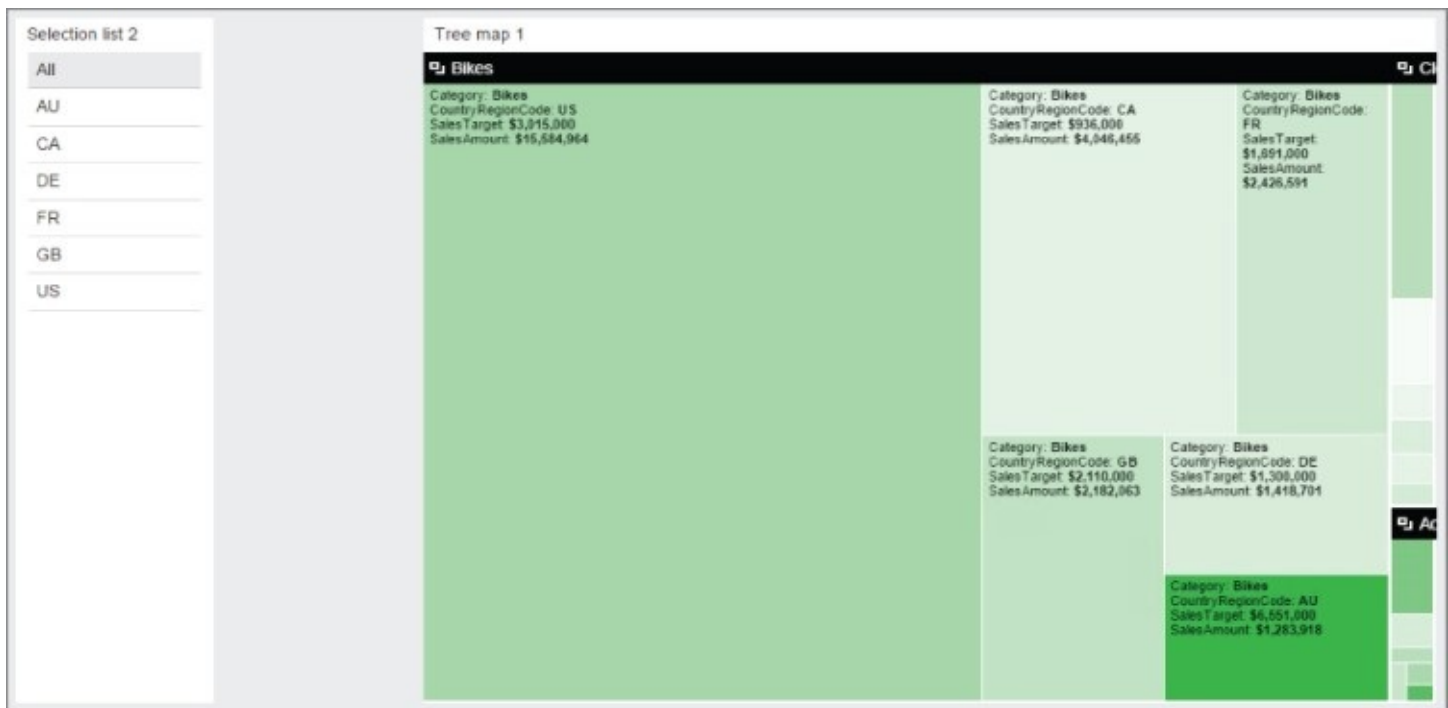 Selection list 2
All
AU
CA
DE
FR
GB
US
Tree map 1
Bikes
Category: Bikes
CountryRegionCode: US
SalesTarget: $3,015,000
SalesAmount: $15,584,964
Category: Bikes
CountryRegionCode: CA
SalesTarget: $936,000
SalesAmount: $4,046,455
Category: Bikes
CountryRegionCode:
FR
SalesTarget:
$1,691,000
SalesAmount:
$2,426,591
Category: Bikes
CountryRegionCode: GB
SalesTarget: $2,110,000
SalesAmount: $2,182,063
Category: Bikes
CountryRegionCode: DE
SalesTarget: $1,300,000
SalesAmount: $1,418,701
Category: Bikes
CountryRegionCode: AU
SalesTarget: $6,551,000
SalesAmount: $1,283,918
Cl
Ac